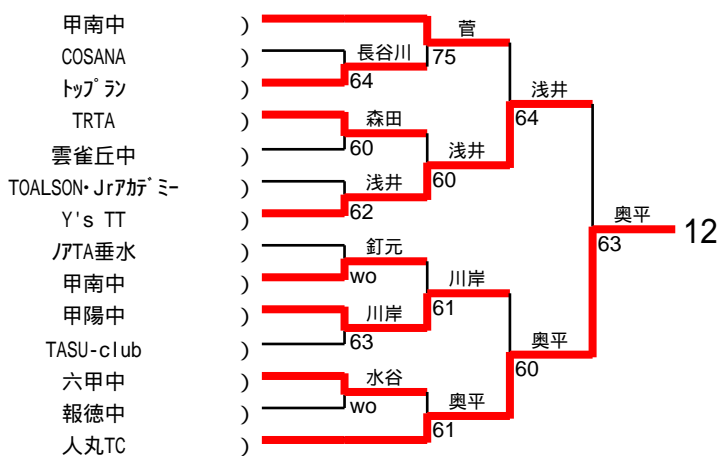 甲南中 )
菅
COSANA )
長谷川
75
トップラン )
64
浅井
TRTA )
森田
64
雲雀丘中 )
60
浅井
TOALSON・Jrアカデミー )
浅井
60
Y's TT )
62
奥平
12
ノアTA垂水 )
釘元
63
甲南中 )
wo
川岸
甲陽中 )
川岸
61
TASU-club )
63
奥平
六甲中 )
水谷
60
報徳中 )
wo
奥平
人丸TC )
61